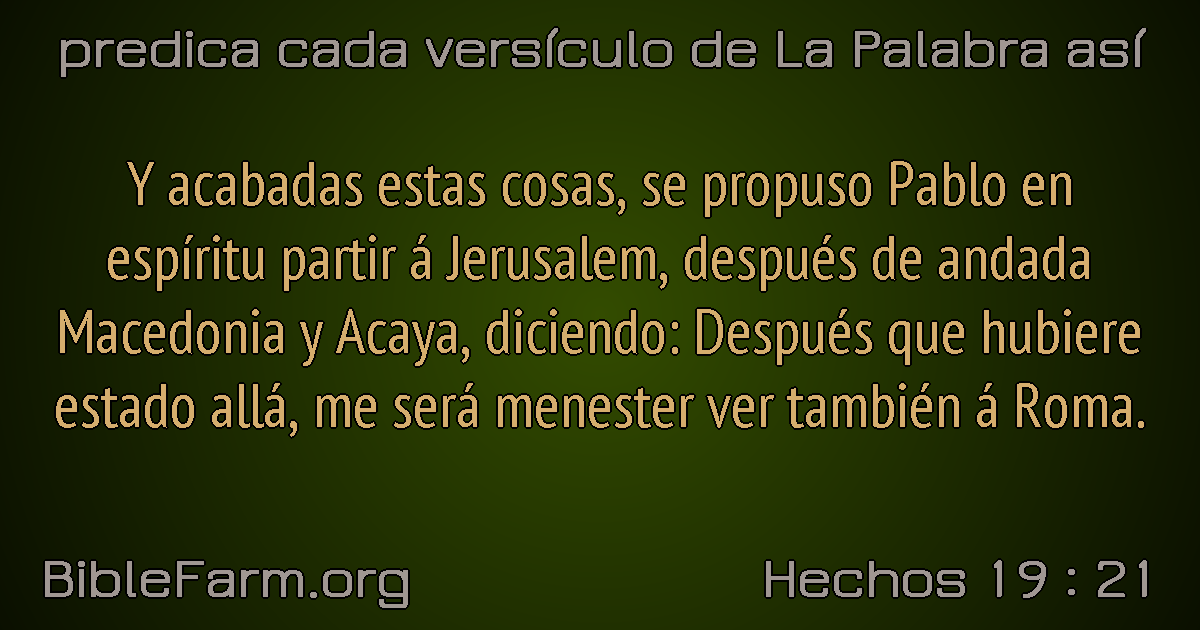 predica cada versículo de La Palabra así
Y acabadas estas cosas, se propuso Pablo en
espíritu partir á Jerusalem, después de andada
Macedonia y Acaya, diciendo: Después que hubiere
estado allá, me será menester ver también á Roma.
BibleFarm.org
Hechos 19 : 21